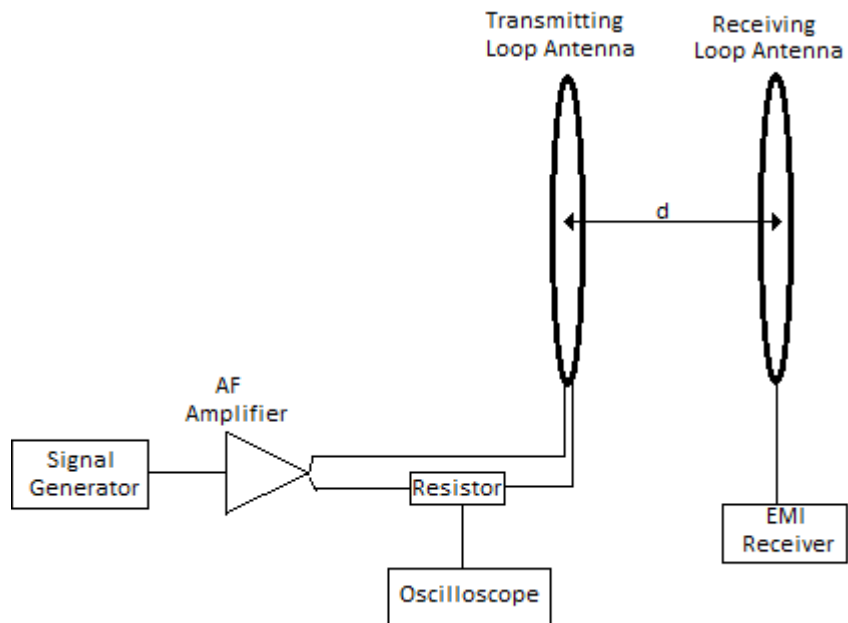 Transmitting
Loop Antenna
Receiving
Loop Antenna
d
AF
Amplifier
Signal
Generator
Resistor
EMI
Receiver
Oscilloscope